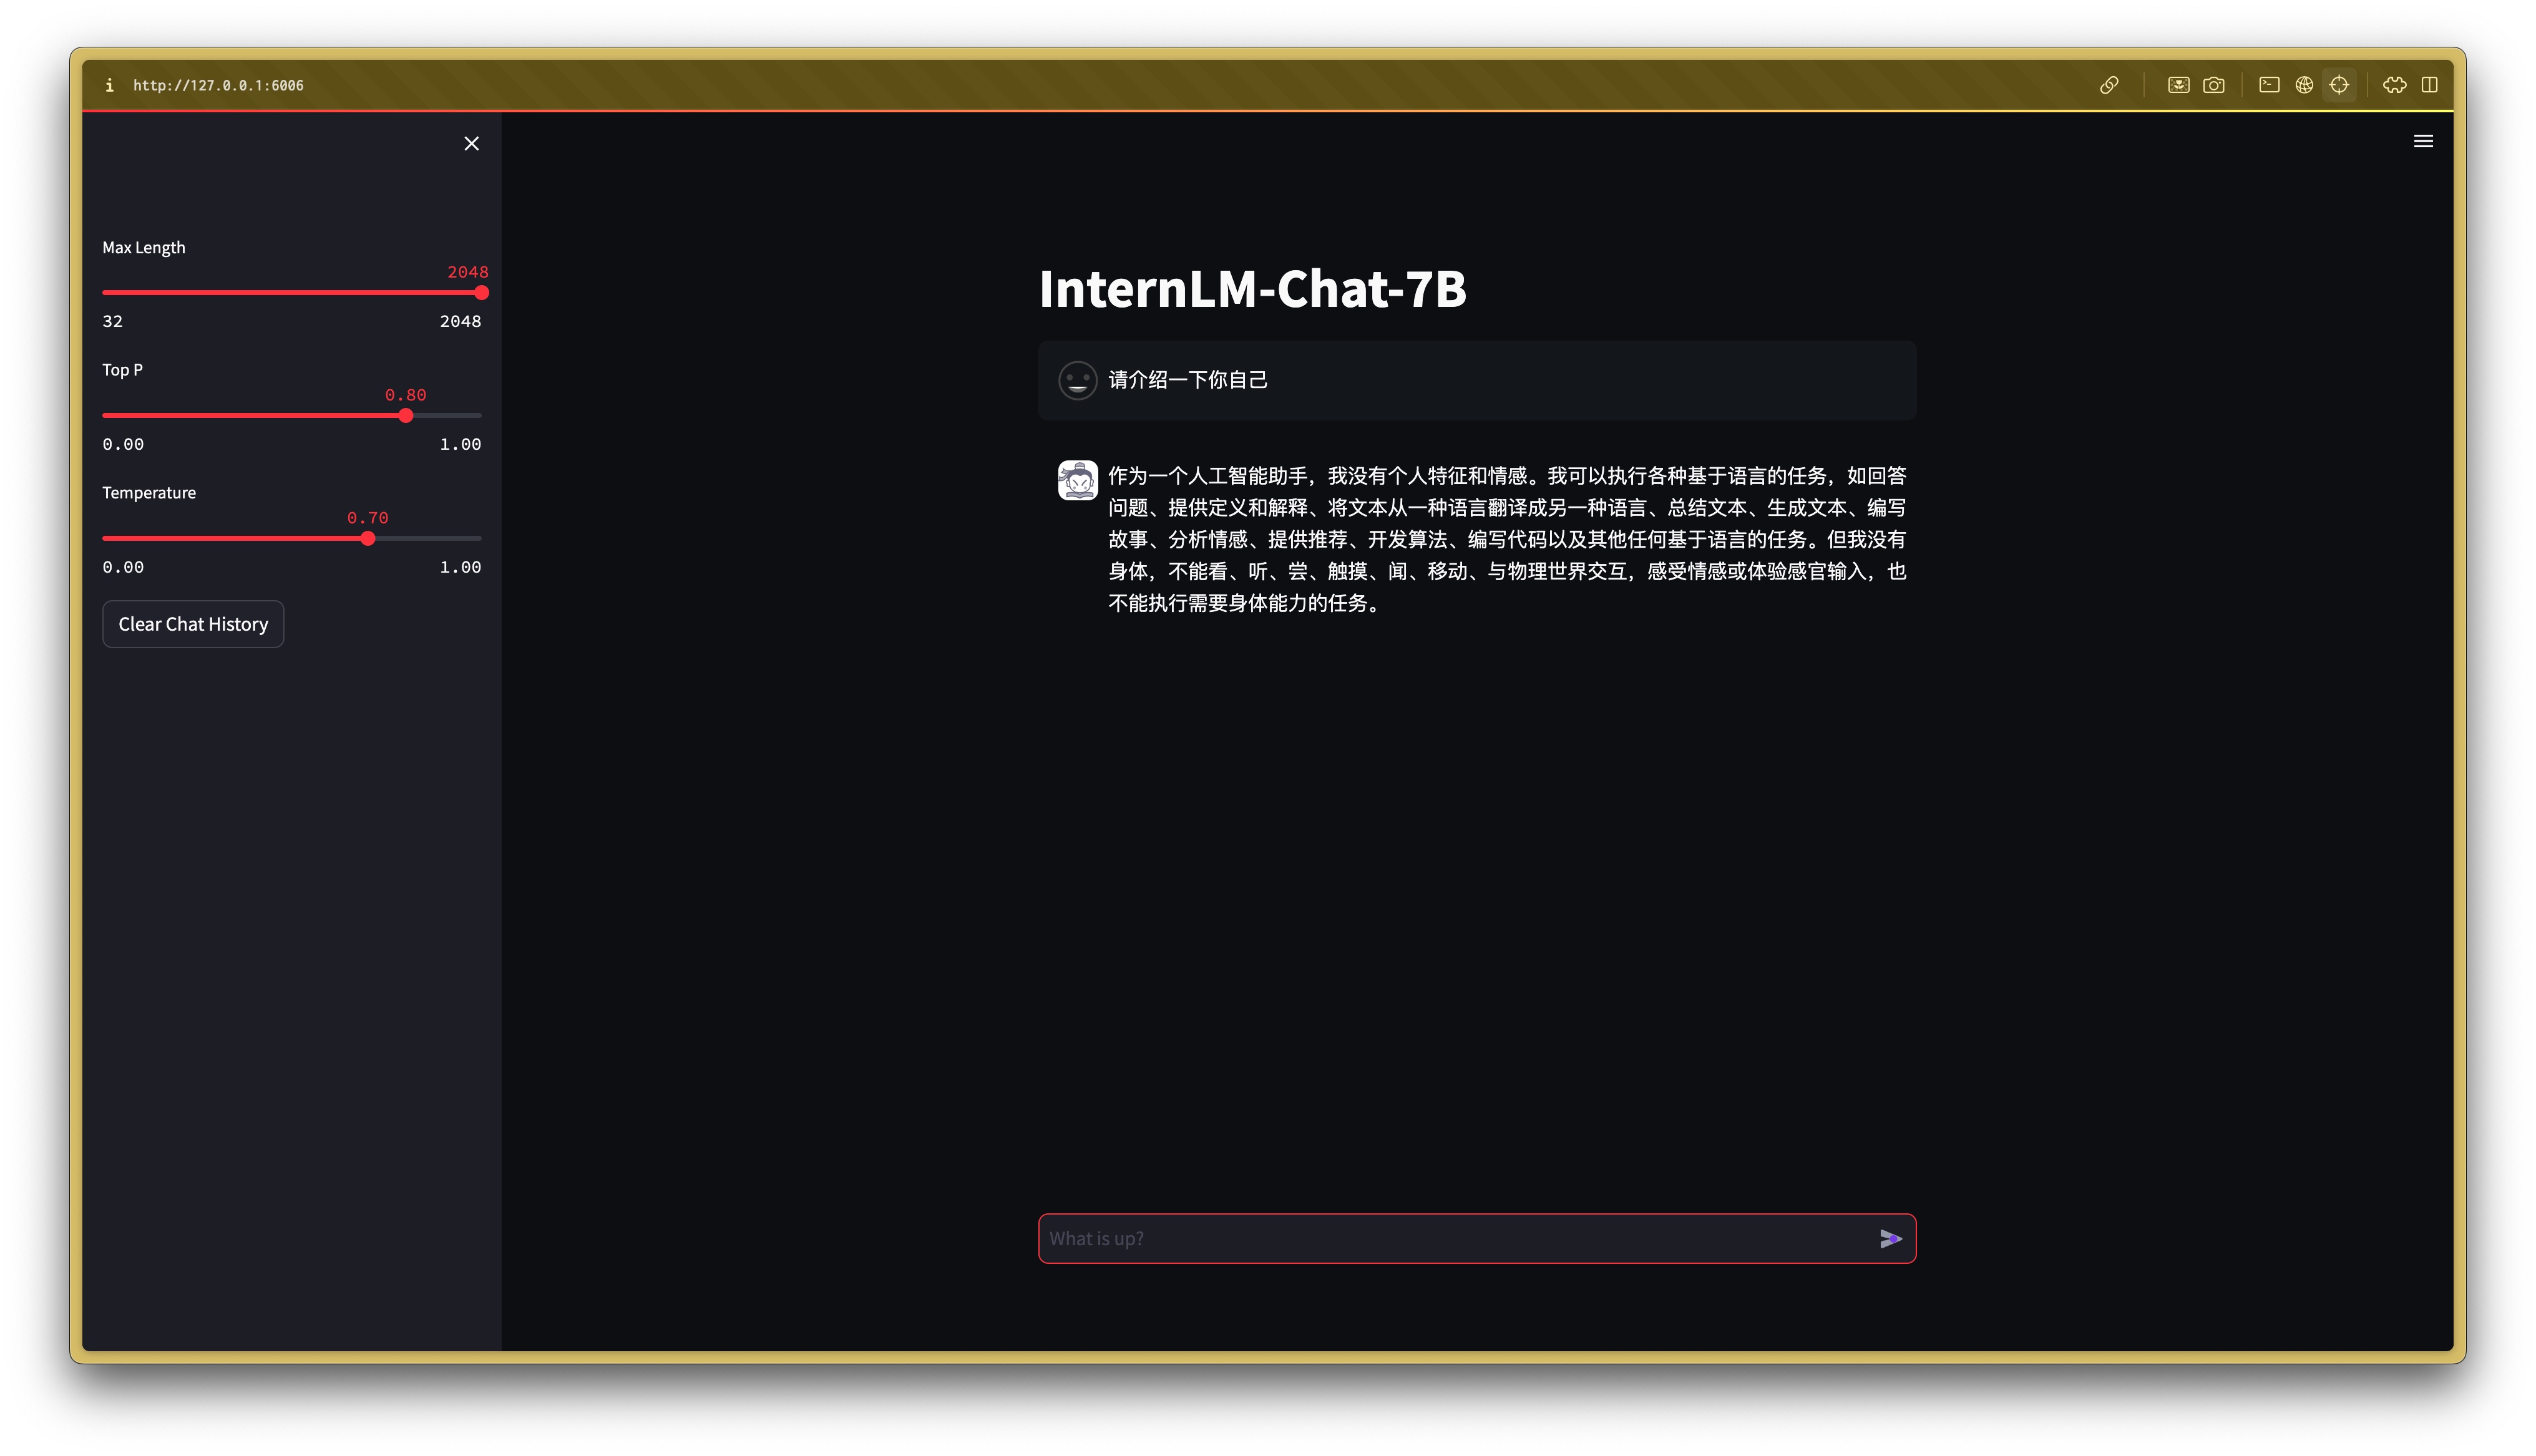 http://127.0.0.1:6006
Max Length
2048
32 2048
Top P
0.80
0.00 1.00
Temperature
0.70
0.00 1.00
Clear Chat History
InternLM-Chat-7B
请介绍一下你自己
作为一个人工智能助手，我没有个人特征和情感。我可以执行各种基于语言的任务，如回答
问题、提供定义和解释、将文本从一种语言翻译成另一种语言、总结文本、生成文本、编写
故事、分析情感、提供推荐、开发算法、编写代码以及其他任何基于语言的任务。但我没有
身体，不能看、听、尝、触摸、闻、移动、与物理世界交互，感受情感或体验感官输入，也
不能执行需要身体能力的任务。
What is up?